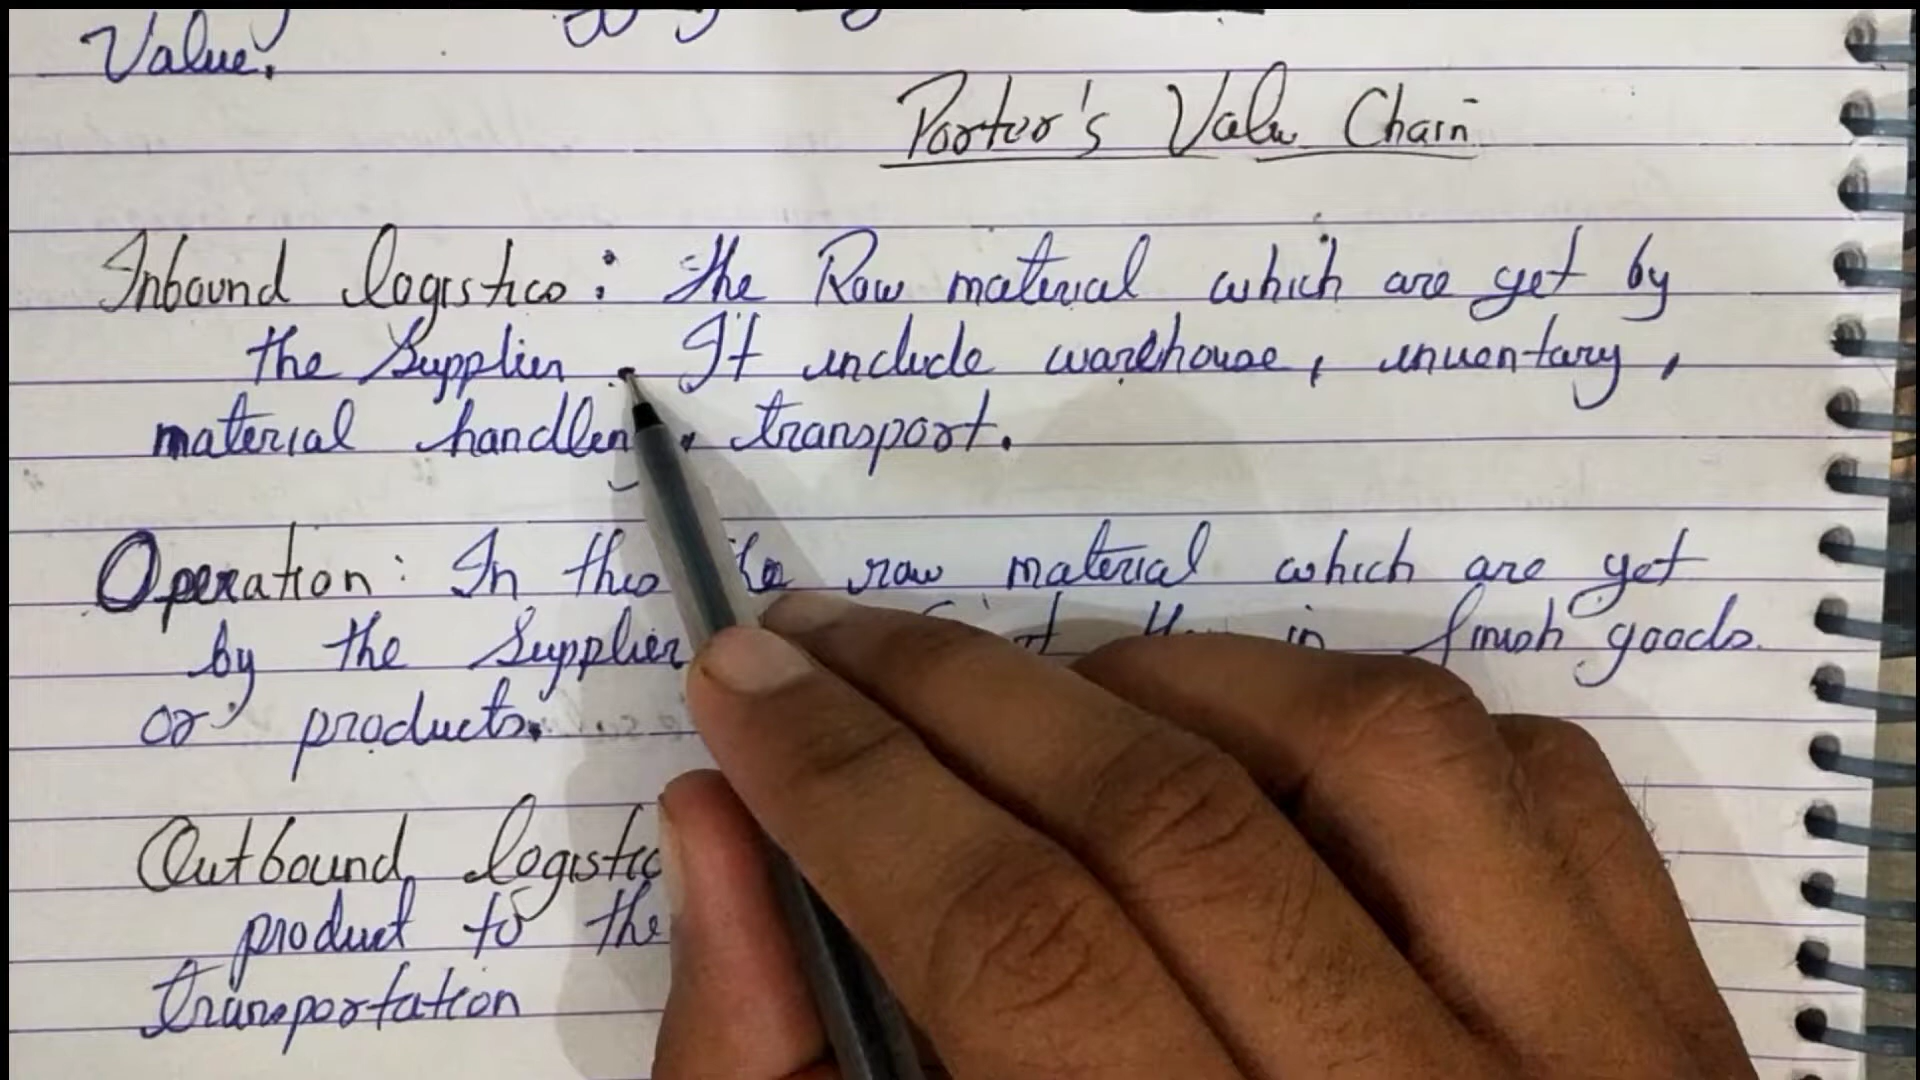 Value.
Porter's Value Chain
Inbound logistics: the Raw material which are get by
the Supplier. It include warehouse, inventary,
material handlin, transport.
Operation: In this the raw material which are get
by the Supplier in finish goods
or products.
Outbound logistic
product to the
transportation